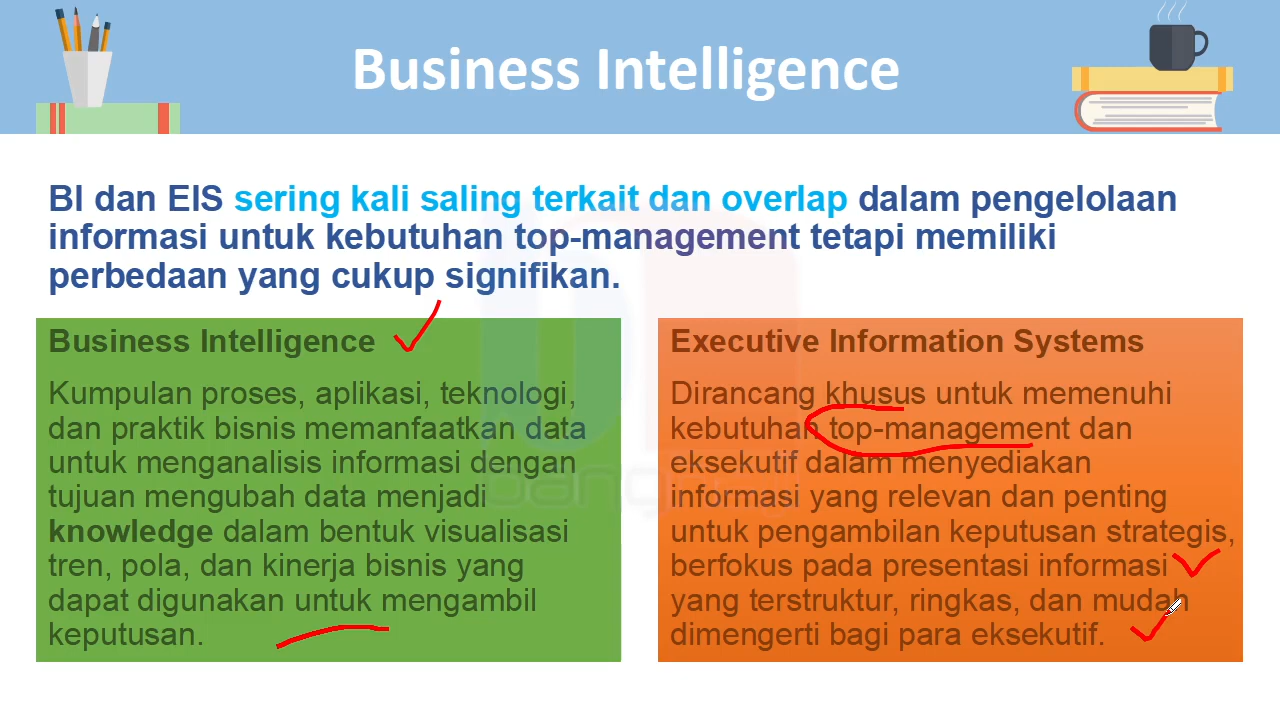 Business Intelligence
BI dan EIS sering kali saling terkait dan overlap dalam pengelolaan
informasi untuk kebutuhan top-management tetapi memiliki
perbedaan yang cukup signifikan.
Business Intelligence
Kumpulan proses, aplikasi, teknologi,
dan praktik bisnis memanfaatkan data
untuk menganalisis informasi dengan
tujuan mengubah data menjadi
knowledge dalam bentuk visualisasi
tren, pola, dan kinerja bisnis yang
dapat digunakan untuk mengambil
keputusan.
Executive Information Systems
Dirancang khusus untuk memenuhi
kebutuhan top-management dan
eksekutif dalam menyediakan
informasi yang relevan dan penting
untuk pengambilan keputusan strategis,
berfokus pada presentasi informasi
yang terstruktur, ringkas, dan mudah
dimengerti bagi para eksekutif.